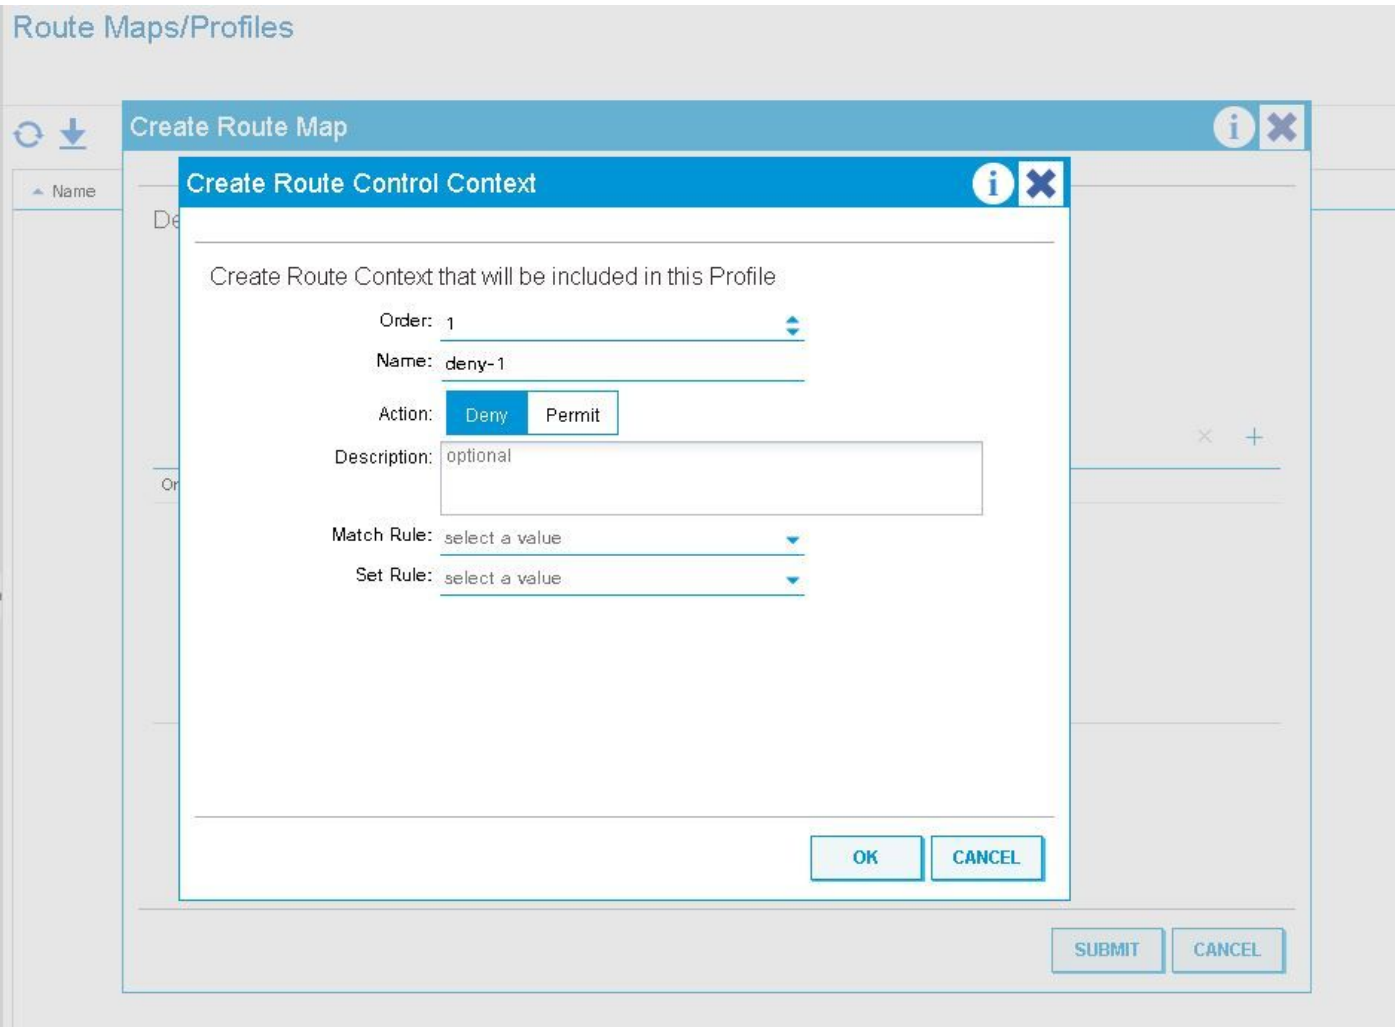 Route Maps/Profiles
Create Route Map
i
Name
Create Route Control Context
i
De
Create Route Context that will be included in this Profile
Order: 1
Name: deny-1
Action: Deny Permit
Description: optional
Or
Match Rule: select a value
Set Rule: select a value
OK CANCEL
SUBMIT CANCEL